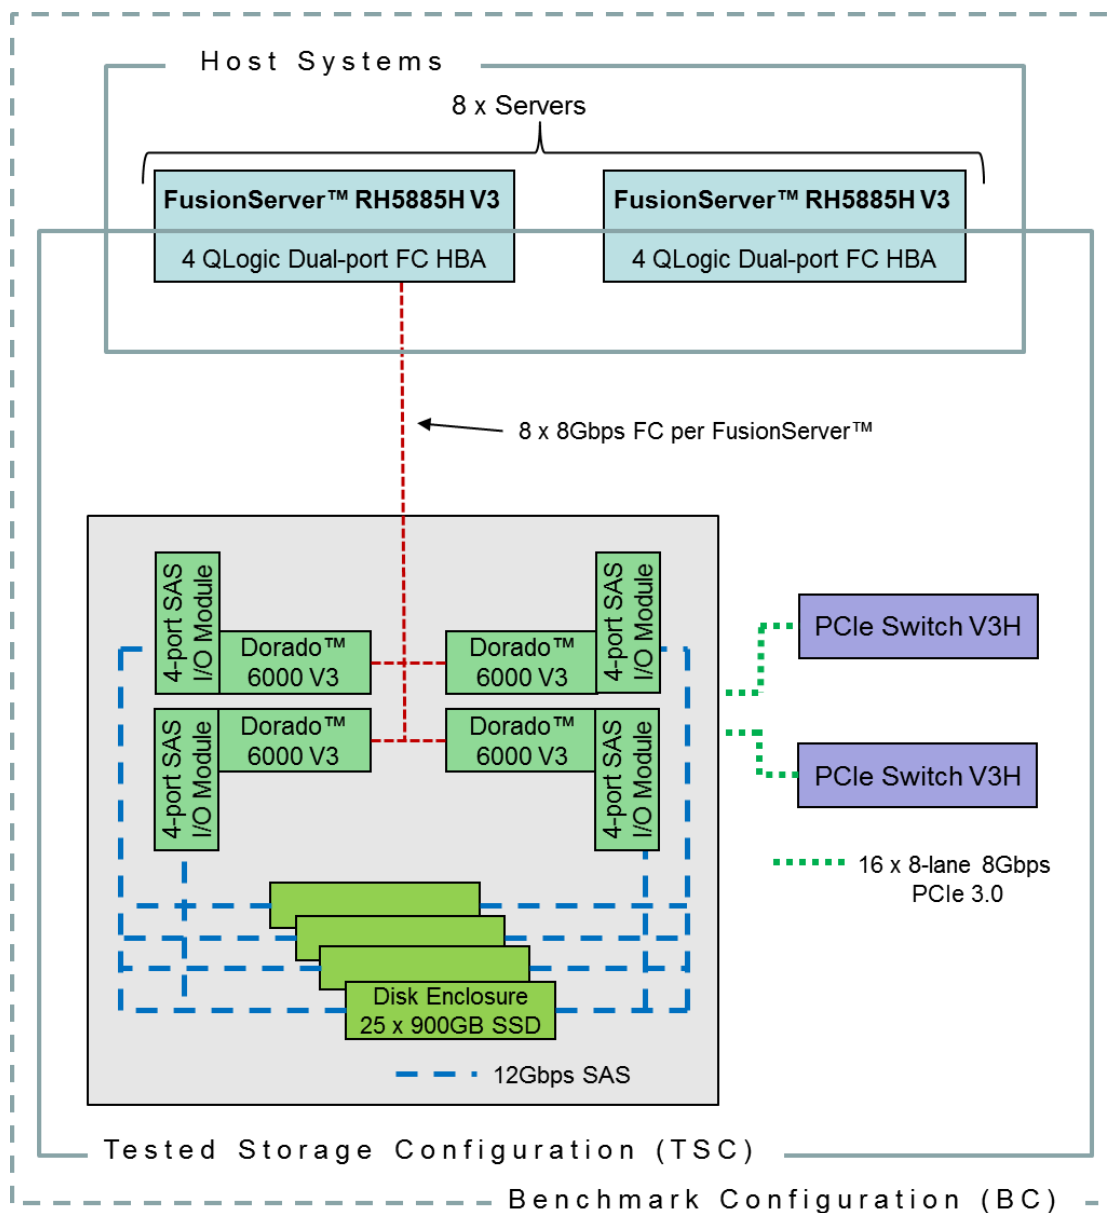 Host Systems
8 x Servers
FusionServer™ RH5885H V3
4 QLogic Dual-port FC HBA
FusionServer™ RH5885H V3
4 QLogic Dual-port FC HBA
8 x 8Gbps FC per FusionServer™
4-port SAS
I/O Module
Dorado™
6000 V3
Dorado™
6000 V3
4-port SAS
I/O Module
4-port SAS
I/O Module
Dorado™
6000 V3
Dorado™
6000 V3
4-port SAS
I/O Module
PCIe Switch V3H
PCIe Switch V3H
16 x 8-lane 8Gbps
PCIe 3.0
Disk Enclosure
25 x 900GB SSD
12Gbps SAS
Tested Storage Configuration (TSC)
Benchmark Configuration (BC)